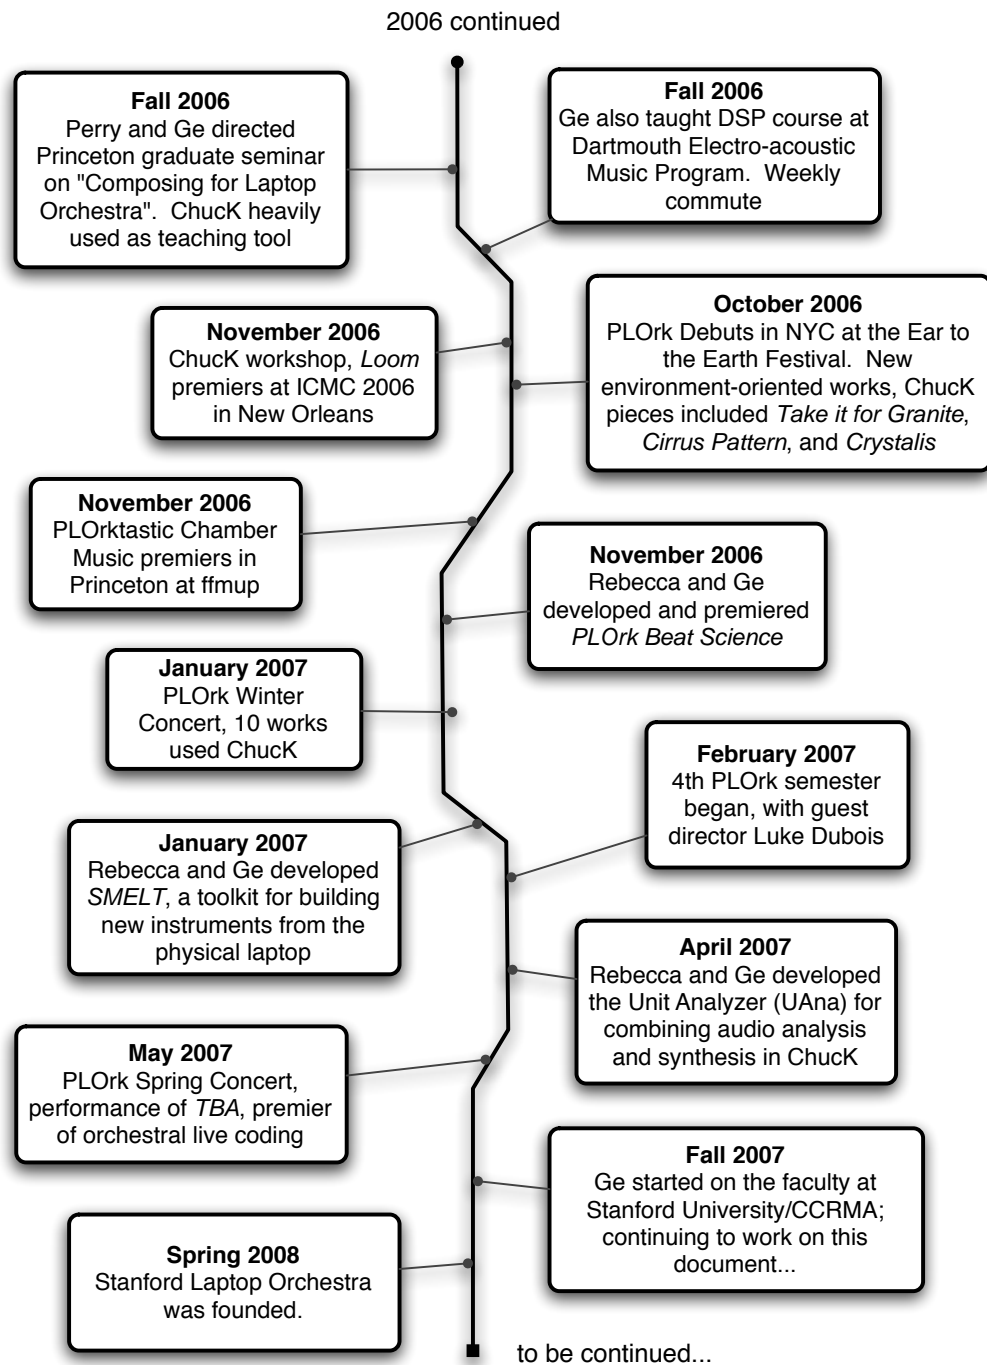 2006 continued
Fall 2006
Perry and Ge directed
Princeton graduate seminar
on "Composing for Laptop
Orchestra".  ChucK heavily
used as teaching tool
Fall 2006
Ge also taught DSP course at
Dartmouth Electro-acoustic
Music Program.  Weekly
commute
October 2006
PLOrk Debuts in NYC at the Ear to
the Earth Festival.  New
environment-oriented works, ChucK
pieces included Take it for Granite,
Cirrus Pattern, and Crystalis
November 2006
ChucK workshop, Loom
premiers at ICMC 2006
in New Orleans
November 2006
PLOrktastic Chamber
Music premiers in
Princeton at ffmup
November 2006
Rebecca and Ge
developed and premiered
PLOrk Beat Science
January 2007
PLOrk Winter
Concert, 10 works
used ChucK
February 2007
4th PLOrk semester
began, with guest
director Luke Dubois
January 2007
Rebecca and Ge developed
SMELT, a toolkit for building
new instruments from the
physical laptop
April 2007
Rebecca and Ge developed
the Unit Analyzer (UAna) for
combining audio analysis
and synthesis in ChucK
May 2007
PLOrk Spring Concert,
performance of TBA, premier
of orchestral live coding
Fall 2007
Ge started on the faculty at
Stanford University/CCRMA;
continuing to work on this
document...
Spring 2008
Stanford Laptop Orchestra
was founded.
to be continued...